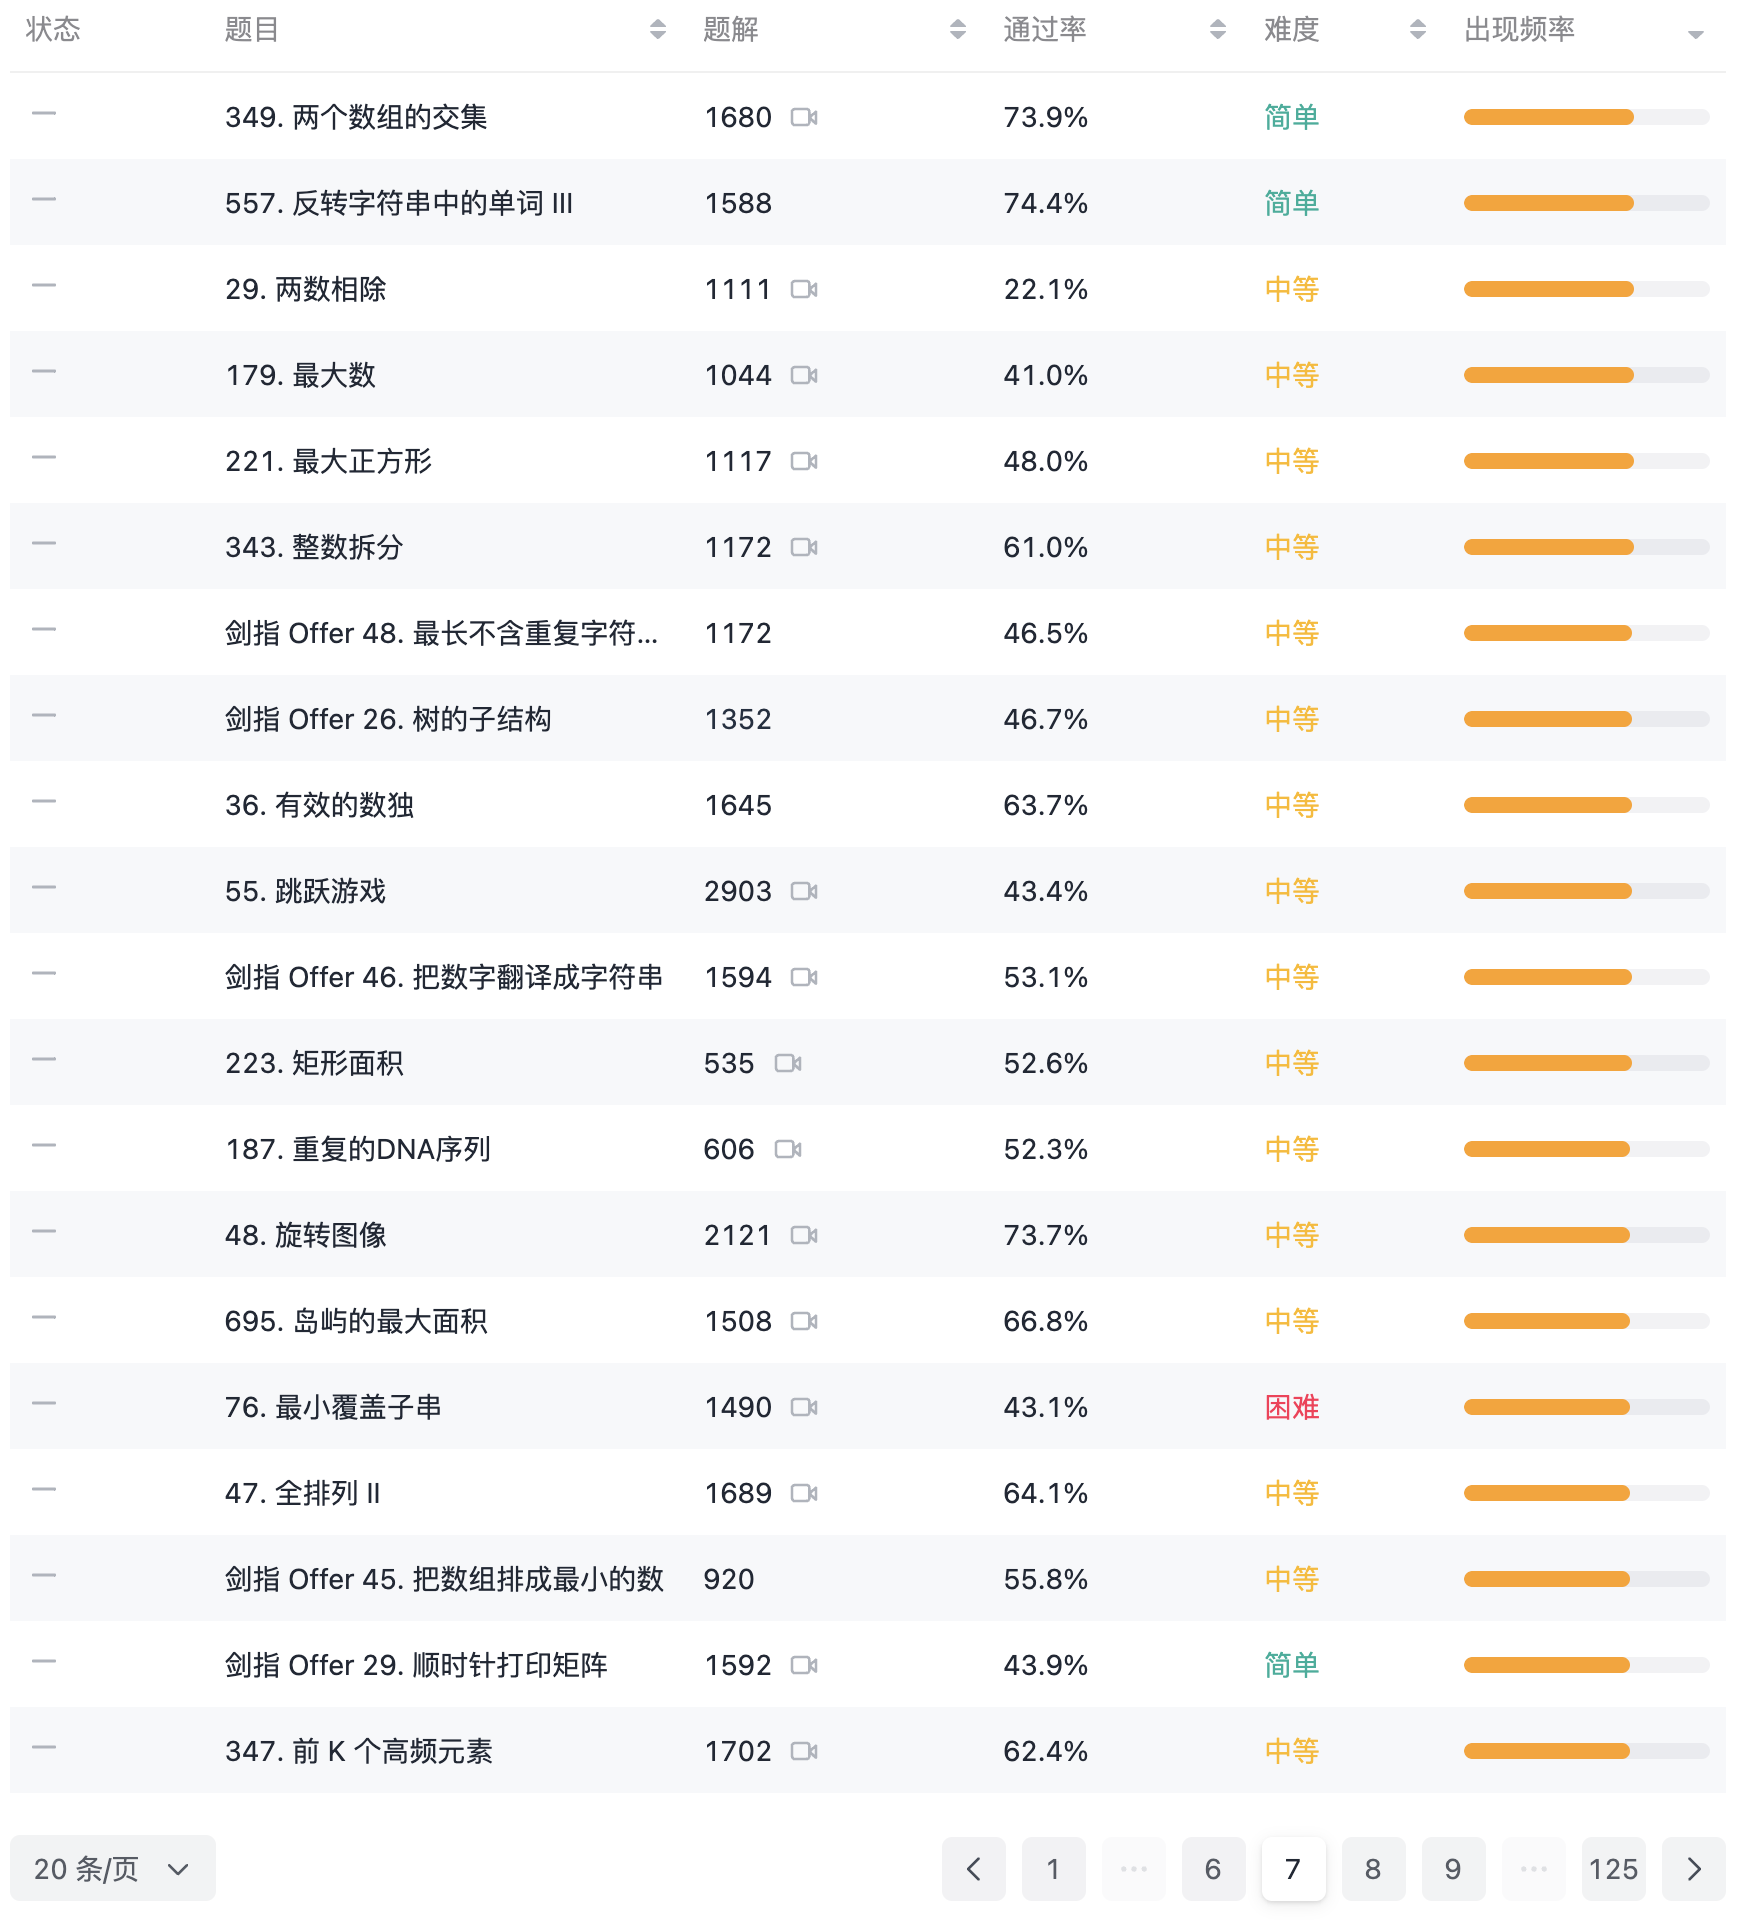 状态 题目 题解 通过率 难度 出现频率
349. 两个数组的交集 1680 73.9% 简单
557. 反转字符串中的单词 III 1588 74.4% 简单
29. 两数相除 1111 22.1% 中等
179. 最大数 1044 41.0% 中等
221. 最大正方形 1117 48.0% 中等
343. 整数拆分 1172 61.0% 中等
剑指 Offer 48. 最长不含重复字符... 1172 46.5% 中等
剑指 Offer 26. 树的子结构 1352 46.7% 中等
36. 有效的数独 1645 63.7% 中等
55. 跳跃游戏 2903 43.4% 中等
剑指 Offer 46. 把数字翻译成字符串 1594 53.1% 中等
223. 矩形面积 535 52.6% 中等
187. 重复的DNA序列 606 52.3% 中等
48. 旋转图像 2121 73.7% 中等
695. 岛屿的最大面积 1508 66.8% 中等
76. 最小覆盖子串 1490 43.1% 困难
47. 全排列 II 1689 64.1% 中等
剑指 Offer 45. 把数组排成最小的数 920 55.8% 中等
剑指 Offer 29. 顺时针打印矩阵 1592 43.9% 简单
347. 前 K 个高频元素 1702 62.4% 中等
20 条/页 1 ... 6 7 8 9 ... 125